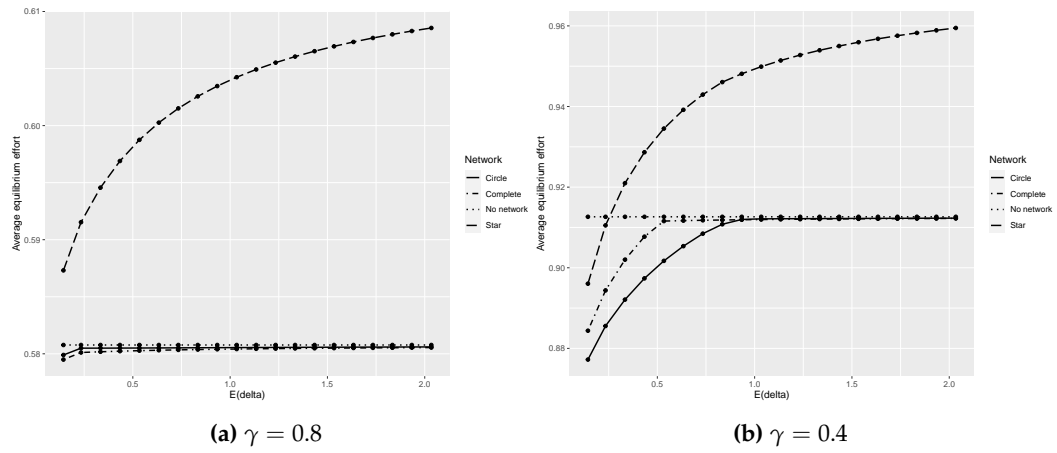 0.61
0.60
0.59
0.58
Average equilibrium effort
0.5
1.0
1.5
2.0
E(delta)
Network
Circle
Complete
No network
Star
(a) γ = 0.8
0.96
0.94
0.92
0.90
0.88
Average equilibrium effort
0.5
1.0
1.5
2.0
E(delta)
Network
Circle
Complete
No network
Star
(b) γ = 0.4